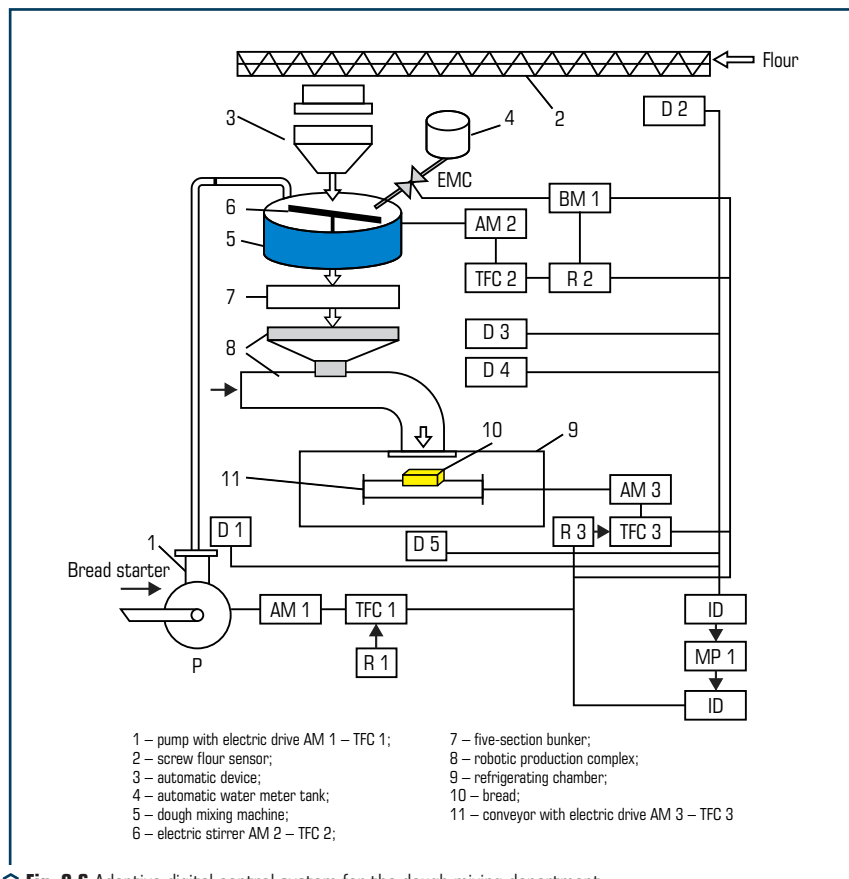 Flour
D 2
3
2
4
EMC
6
BM 1
AM 2
5
TFC 2
R 2
7
D 3
8
D 4
10
9
11
AM 3
D 1
R 3
TFC 3
D 5
1
Bread starter
AM 1
TFC 1
ID
P
R 1
MP 1
ID
1 – pump with electric drive AM 1 – TFC 1;
2 – screw flour sensor;
3 – automatic device;
4 – automatic water meter tank;
5 – dough mixing machine;
6 – electric stirrer AM 2 – TFC 2;
7 – five-section bunker;
8 – robotic production complex;
9 – refrigerating chamber;
10 – bread;
11 – conveyor with electric drive AM 3 – TFC 3
Adaptive digital control system for the dough mixing department